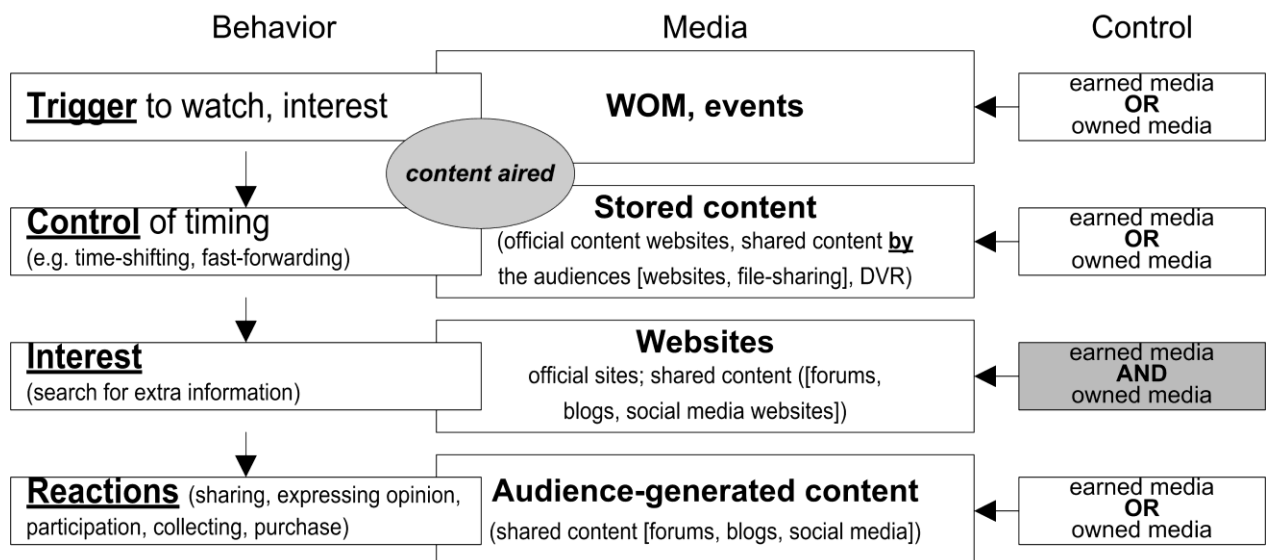 Behavior Media Control
Trigger to watch, interest
WOM, events
earned media
OR
owned media
content aired
Control of timing
(e.g. time-shifting, fast-forwarding)
Stored content
(official content websites, shared content by
the audiences [websites, file-sharing], DVR)
earned media
OR
owned media
Interest
(search for extra information)
Websites
official sites; shared content ([forums,
blogs, social media websites])
earned media
AND
owned media
Reactions (sharing, expressing opinion,
participation, collecting, purchase)
Audience-generated content
(shared content [forums, blogs, social media])
earned media
OR
owned media